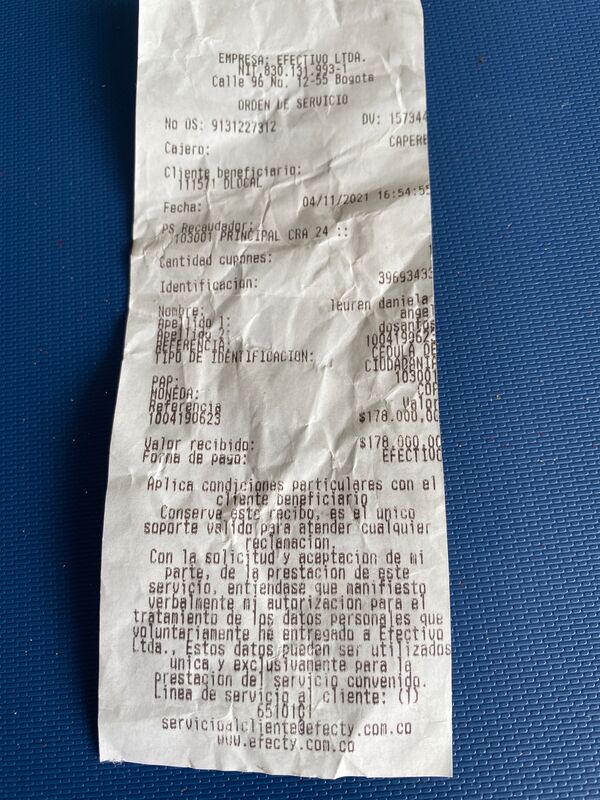 EMPRESA: EFECTIVO LTDA.
NIT.830.131.993-1
Calle 96 No. 12-55 Bogota
ORDEN DE SERVICIO
No OS: 9131227312 DV: 157344
Cajero: CAPERE
Cliente beneficiario:
111571 DLOCAL
Fecha: 04/11/2021 16:54:55
PS Recaudador:
103001 PRINCIPAL CRA 24 ::
Cantidad cupones:
Identificacion: 39693433
Nombre: leuren daniela
Apellido 1: angel
Apellido dosantos
REFERENCIA: 1004190623
TIPO DE IDENTIFICACION: CEDULA DE
CIUDADANI
PAP: 10300
MONEDA: COP
Referencia Valor
1004190623 $178.000,00
Valor recibido: $178.000,00
Forma de pago: EFECTIVO
Aplica condiciones particulares con el
cliente beneficiario
Conserve este recibo, es el unico
soporte valido para atender cualquier
reclamacion.
Con la solicitud y aceptacion de mi
parte, de la prestacion de este
servicio, entiendase que manifiesto
verbalmente mi autorizacion para el
tratamiento de los datos personales que
voluntariamente he entregado a Efectivo
Ltda., Estos datos puedan ser utilizados
unica y exclusivamente para la
prestacion del servicio convenido.
Linea de servicio al cliente: (1)
6510101
servicioalcliente@efecty.com.co
www.efecty.com.co